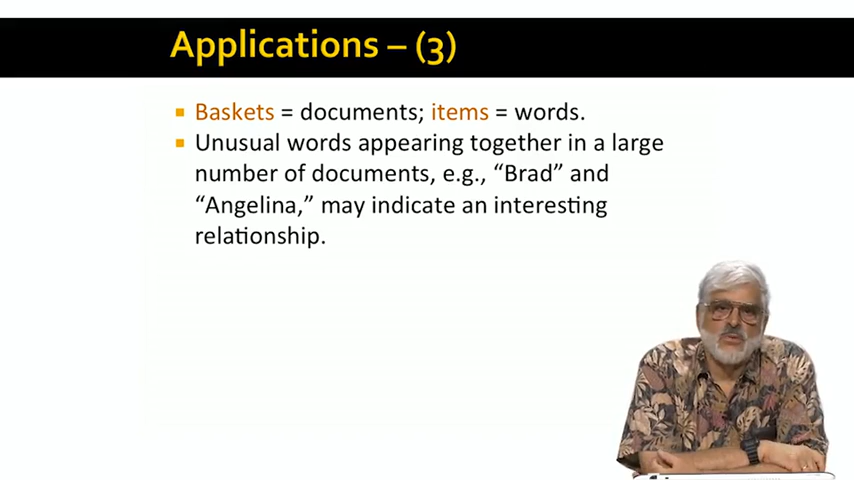 Applications – (3)
Baskets = documents; items = words.
Unusual words appearing together in a large
number of documents, e.g., “Brad” and
“Angelina,” may indicate an interesting
relationship.